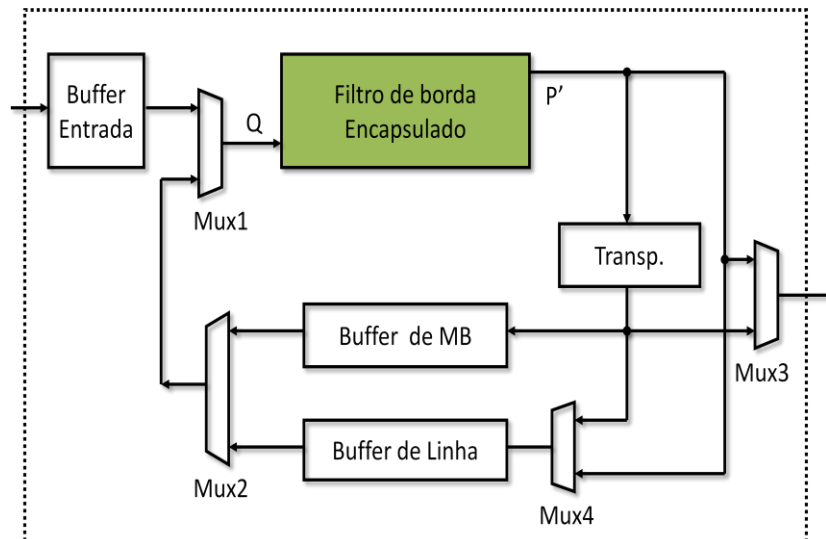 Buffer
Entrada
Q
Filtro de borda
Encapsulado
P’
Mux1
Transp.
Buffer de MB
Mux3
Buffer de Linha
Mux2
Mux4